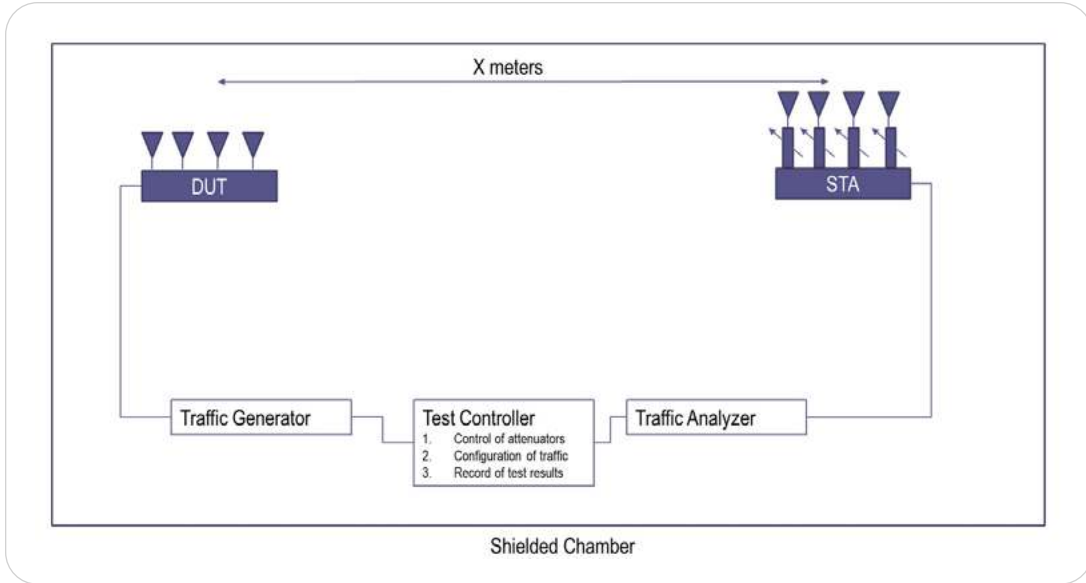 X meters
DUT
STA
Traffic Generator
Test Controller
1. Control of attenuators
2. Configuration of traffic
3. Record of test results
Traffic Analyzer
Shielded Chamber